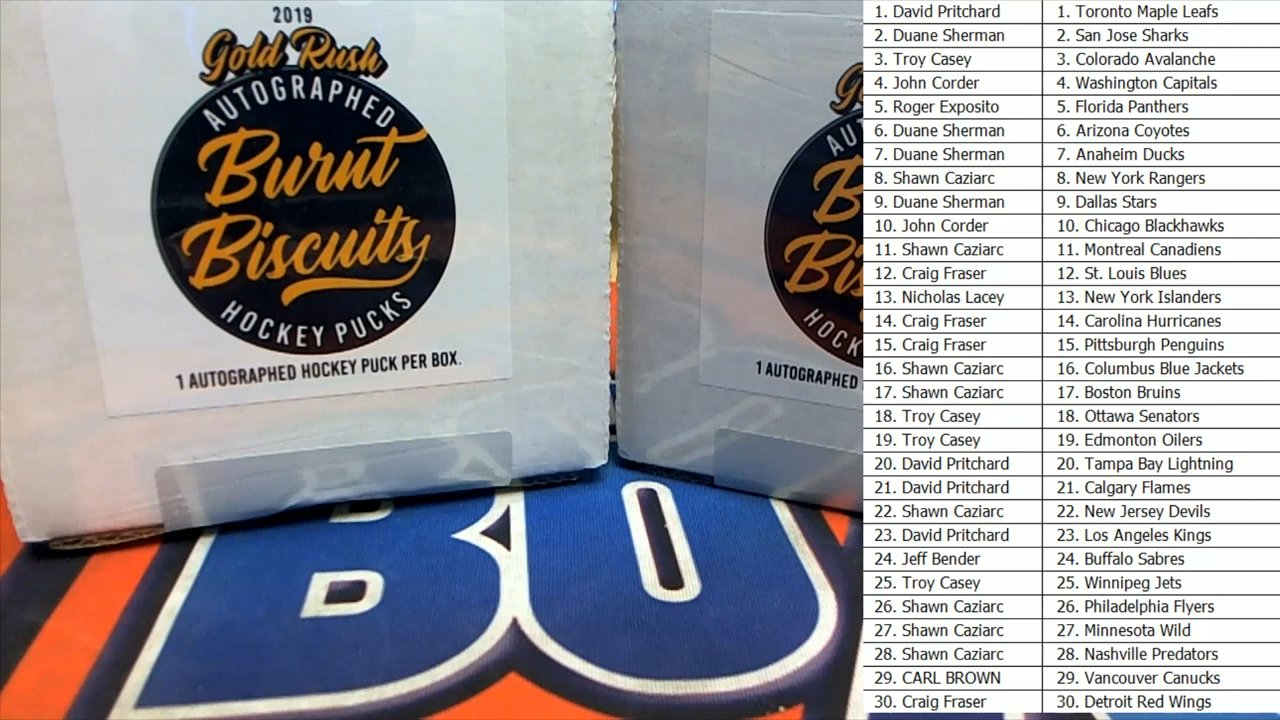 2019
Gold Rush
AUTOGRAPHED
Burnt
Biscuits
HOCKEY PUCKS
1 AUTOGRAPHED HOCKEY PUCK PER BOX.
1 AUTOGRAPHED
BO
1. David Pritchard 1. Toronto Maple Leafs
2. Duane Sherman 2. San Jose Sharks
3. Troy Casey 3. Colorado Avalanche
4. John Corder 4. Washington Capitals
5. Roger Exposito 5. Florida Panthers
6. Duane Sherman 6. Arizona Coyotes
7. Duane Sherman 7. Anaheim Ducks
8. Shawn Caziarc 8. New York Rangers
9. Duane Sherman 9. Dallas Stars
10. John Corder 10. Chicago Blackhawks
11. Shawn Caziarc 11. Montreal Canadiens
12. Craig Fraser 12. St. Louis Blues
13. Nicholas Lacey 13. New York Islanders
14. Craig Fraser 14. Carolina Hurricanes
15. Craig Fraser 15. Pittsburgh Penguins
16. Shawn Caziarc 16. Columbus Blue Jackets
17. Shawn Caziarc 17. Boston Bruins
18. Troy Casey 18. Ottawa Senators
19. Troy Casey 19. Edmonton Oilers
20. David Pritchard 20. Tampa Bay Lightning
21. David Pritchard 21. Calgary Flames
22. Shawn Caziarc 22. New Jersey Devils
23. David Pritchard 23. Los Angeles Kings
24. Jeff Bender 24. Buffalo Sabres
25. Troy Casey 25. Winnipeg Jets
26. Shawn Caziarc 26. Philadelphia Flyers
27. Shawn Caziarc 27. Minnesota Wild
28. Shawn Caziarc 28. Nashville Predators
29. CARL BROWN 29. Vancouver Canucks
30. Craig Fraser 30. Detroit Red Wings